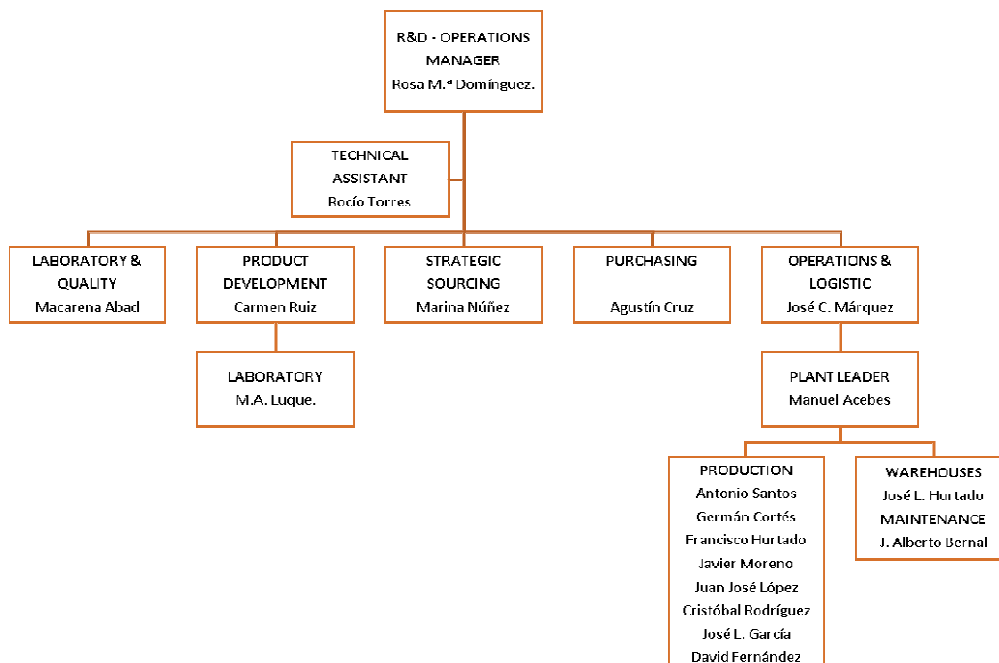 R&D - OPERATIONS
MANAGER
Rosa M.ª Domínguez.
TECHNICAL
ASSISTANT
Rocío Torres
LABORATORY &
QUALITY
Macarena Abad
PRODUCT
DEVELOPMENT
Carmen Ruiz
STRATEGIC
SOURCING
Marina Núñez
PURCHASING
Agustín Cruz
OPERATIONS &
LOGISTIC
José C. Márquez
LABORATORY
M.A. Luque.
PLANT LEADER
Manuel Acebes
PRODUCTION
Antonio Santos
Germán Cortés
Francisco Hurtado
Javier Moreno
Juan José López
Cristóbal Rodríguez
José L. García
David Fernández
WAREHOUSES
José L. Hurtado
MAINTENANCE
J. Alberto Bernal